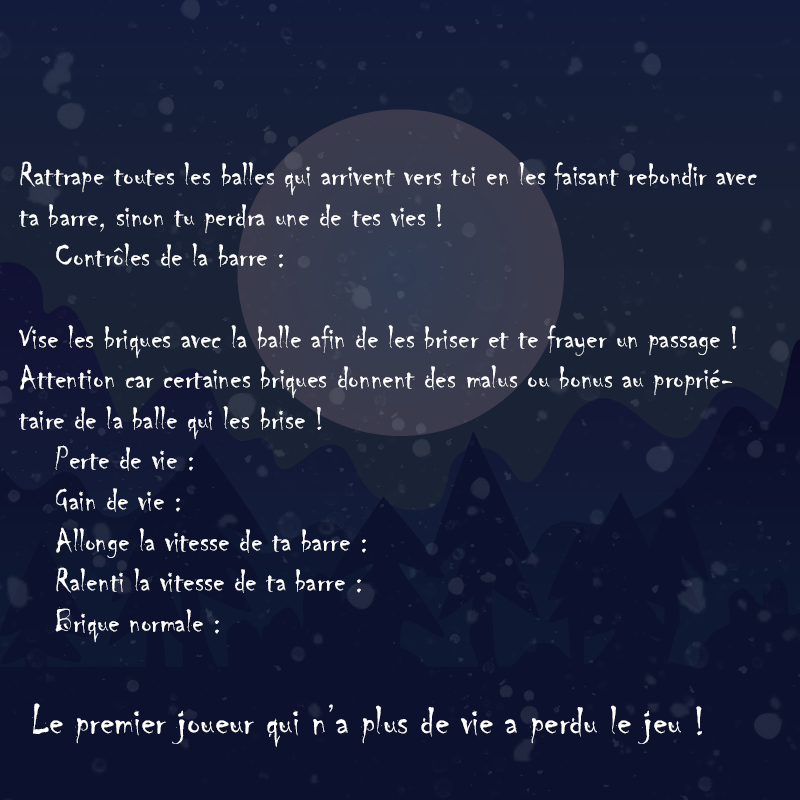 Rattrape toutes les balles qui arrivent vers toi en les faisant rebondir avec
ta barre, sinon tu perdra une de tes vies !
Contrôles de la barre :
Vise les briques avec la balle afin de les briser et te frayer un passage !
Attention car certaines briques donnent des malus ou bonus au proprié-
taire de la balle qui les brise !
Perte de vie :
Gain de vie :
Allonge la vitesse de ta barre :
Ralenti la vitesse de ta barre :
Brique normale :
Le premier joueur qui n'a plus de vie a perdu le jeu !